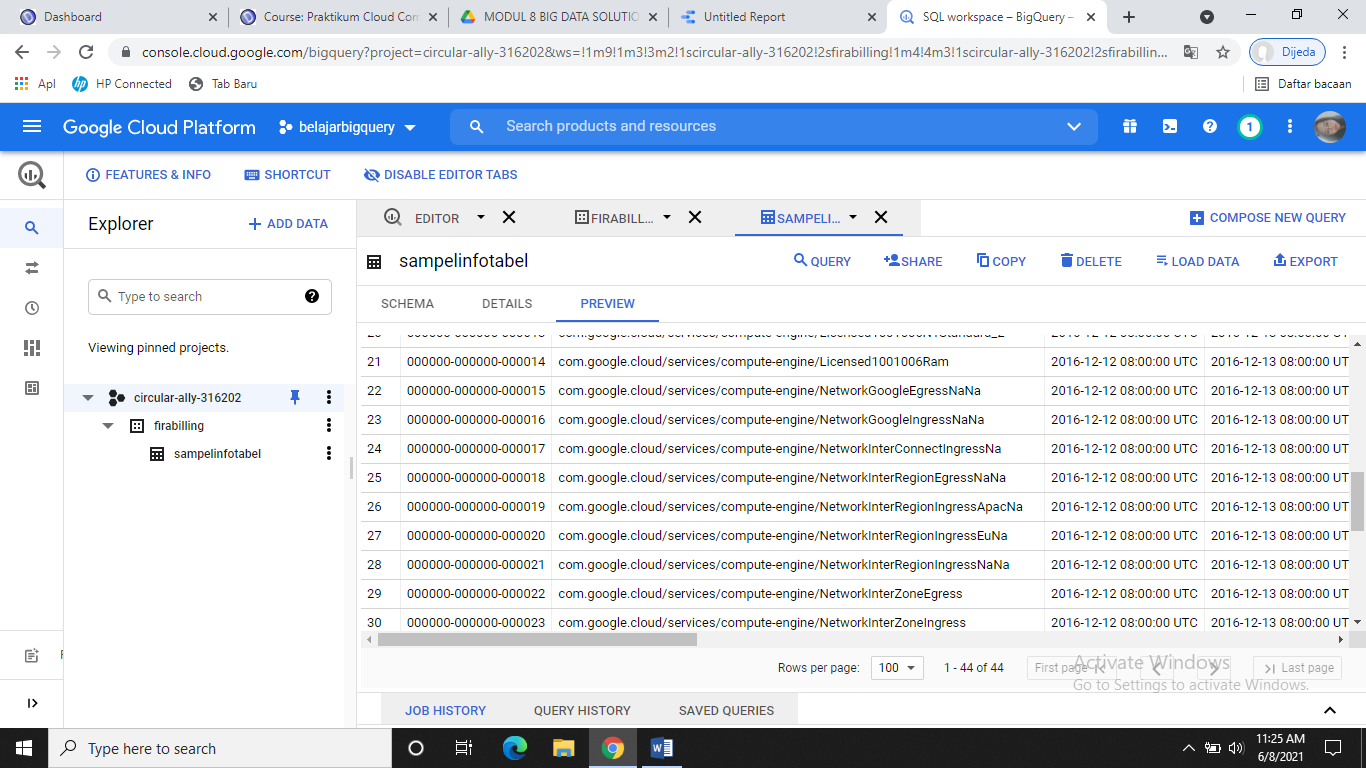 Dashboard
Course: Praktikum Cloud Com
MODUL 8 BIG DATA SOLUTIO
Untitled Report
SQL workspace – BigQuery –
console.cloud.google.com/bigquery?project=circular-ally-316202&ws=!1m9!1m3!3m2!1scircular-ally-316202!2sfirabilling!1m4!4m3!1scircular-ally-316202!2sfirabillin...
Dijeda
Apl
HP Connected
Tab Baru
Daftar bacaan
Google Cloud Platform
belajarbigquery
Search products and resources
1
FEATURES & INFO
SHORTCUT
DISABLE EDITOR TABS
Explorer
+ ADD DATA
EDITOR
FIRABILL...
SAMPELI...
COMPOSE NEW QUERY
sampelinfotabel
QUERY
SHARE
COPY
DELETE
LOAD DATA
EXPORT
Type to search
SCHEMA
DETAILS
PREVIEW
Viewing pinned projects.
circular-ally-316202
firabilling
sampelinfotabel
21 000000-000000-000014 com.google.cloud/services/compute-engine/Licensed1001006Ram 2016-12-12 08:00:00 UTC 2016-12-13 08:00:00 UT
22 000000-000000-000015 com.google.cloud/services/compute-engine/NetworkGoogleEgressNaNa 2016-12-12 08:00:00 UTC 2016-12-13 08:00:00 UT
23 000000-000000-000016 com.google.cloud/services/compute-engine/NetworkGoogleIngressNaNa 2016-12-12 08:00:00 UTC 2016-12-13 08:00:00 UT
24 000000-000000-000017 com.google.cloud/services/compute-engine/NetworkInterConnectIngressNa 2016-12-12 08:00:00 UTC 2016-12-13 08:00:00 UT
25 000000-000000-000018 com.google.cloud/services/compute-engine/NetworkInterRegionEgressNaNa 2016-12-12 08:00:00 UTC 2016-12-13 08:00:00 UT
26 000000-000000-000019 com.google.cloud/services/compute-engine/NetworkInterRegionIngressApacNa 2016-12-12 08:00:00 UTC 2016-12-13 08:00:00 UT
27 000000-000000-000020 com.google.cloud/services/compute-engine/NetworkInterRegionIngressEuNa 2016-12-12 08:00:00 UTC 2016-12-13 08:00:00 UT
28 000000-000000-000021 com.google.cloud/services/compute-engine/NetworkInterRegionIngressNaNa 2016-12-12 08:00:00 UTC 2016-12-13 08:00:00 UT
29 000000-000000-000022 com.google.cloud/services/compute-engine/NetworkInterZoneEgress 2016-12-12 08:00:00 UTC 2016-12-13 08:00:00 UT
30 000000-000000-000023 com.google.cloud/services/compute-engine/NetworkInterZoneIngress 2016-12-12 08:00:00 UTC 2016-12-13 08:00:00 UT
Rows per page: 100 1 - 44 of 44 First page Last page
Activate Windows
Go to Settings to activate Windows.
JOB HISTORY
QUERY HISTORY
SAVED QUERIES
Type here to search
11:25 AM
6/8/2021